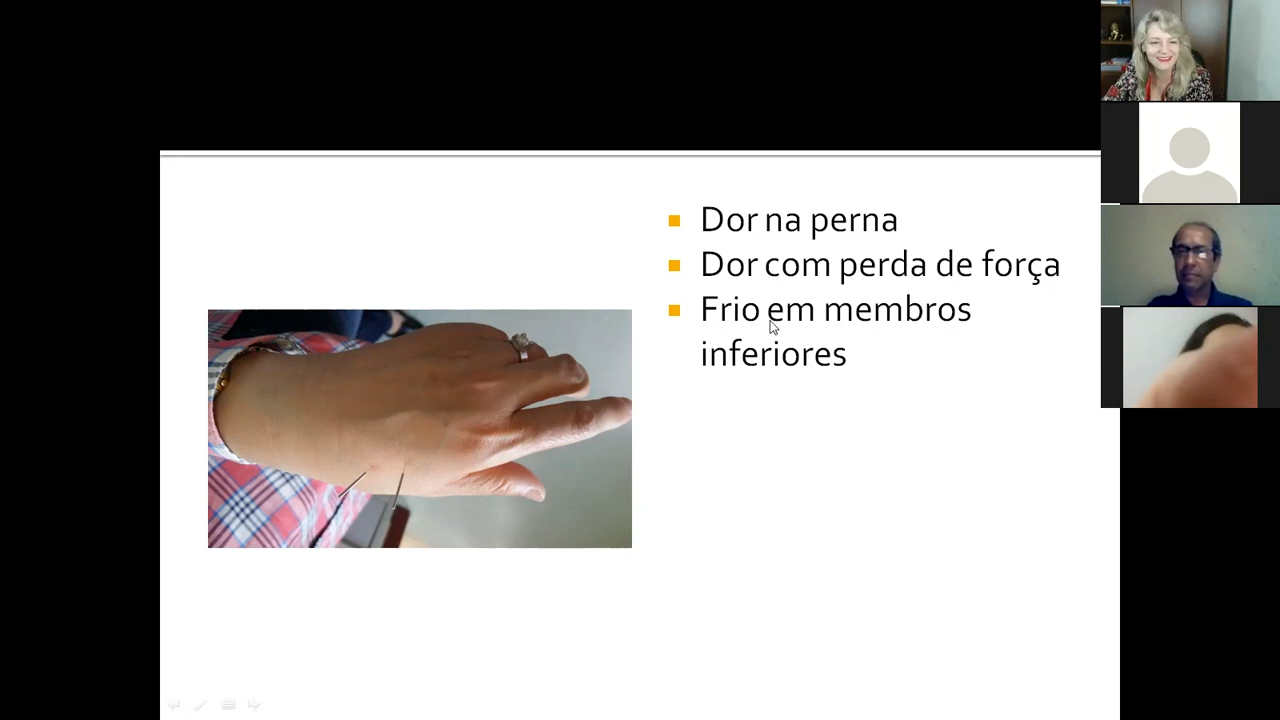 Dor na perna
Dor com perda de força
Frio em membros
inferiores